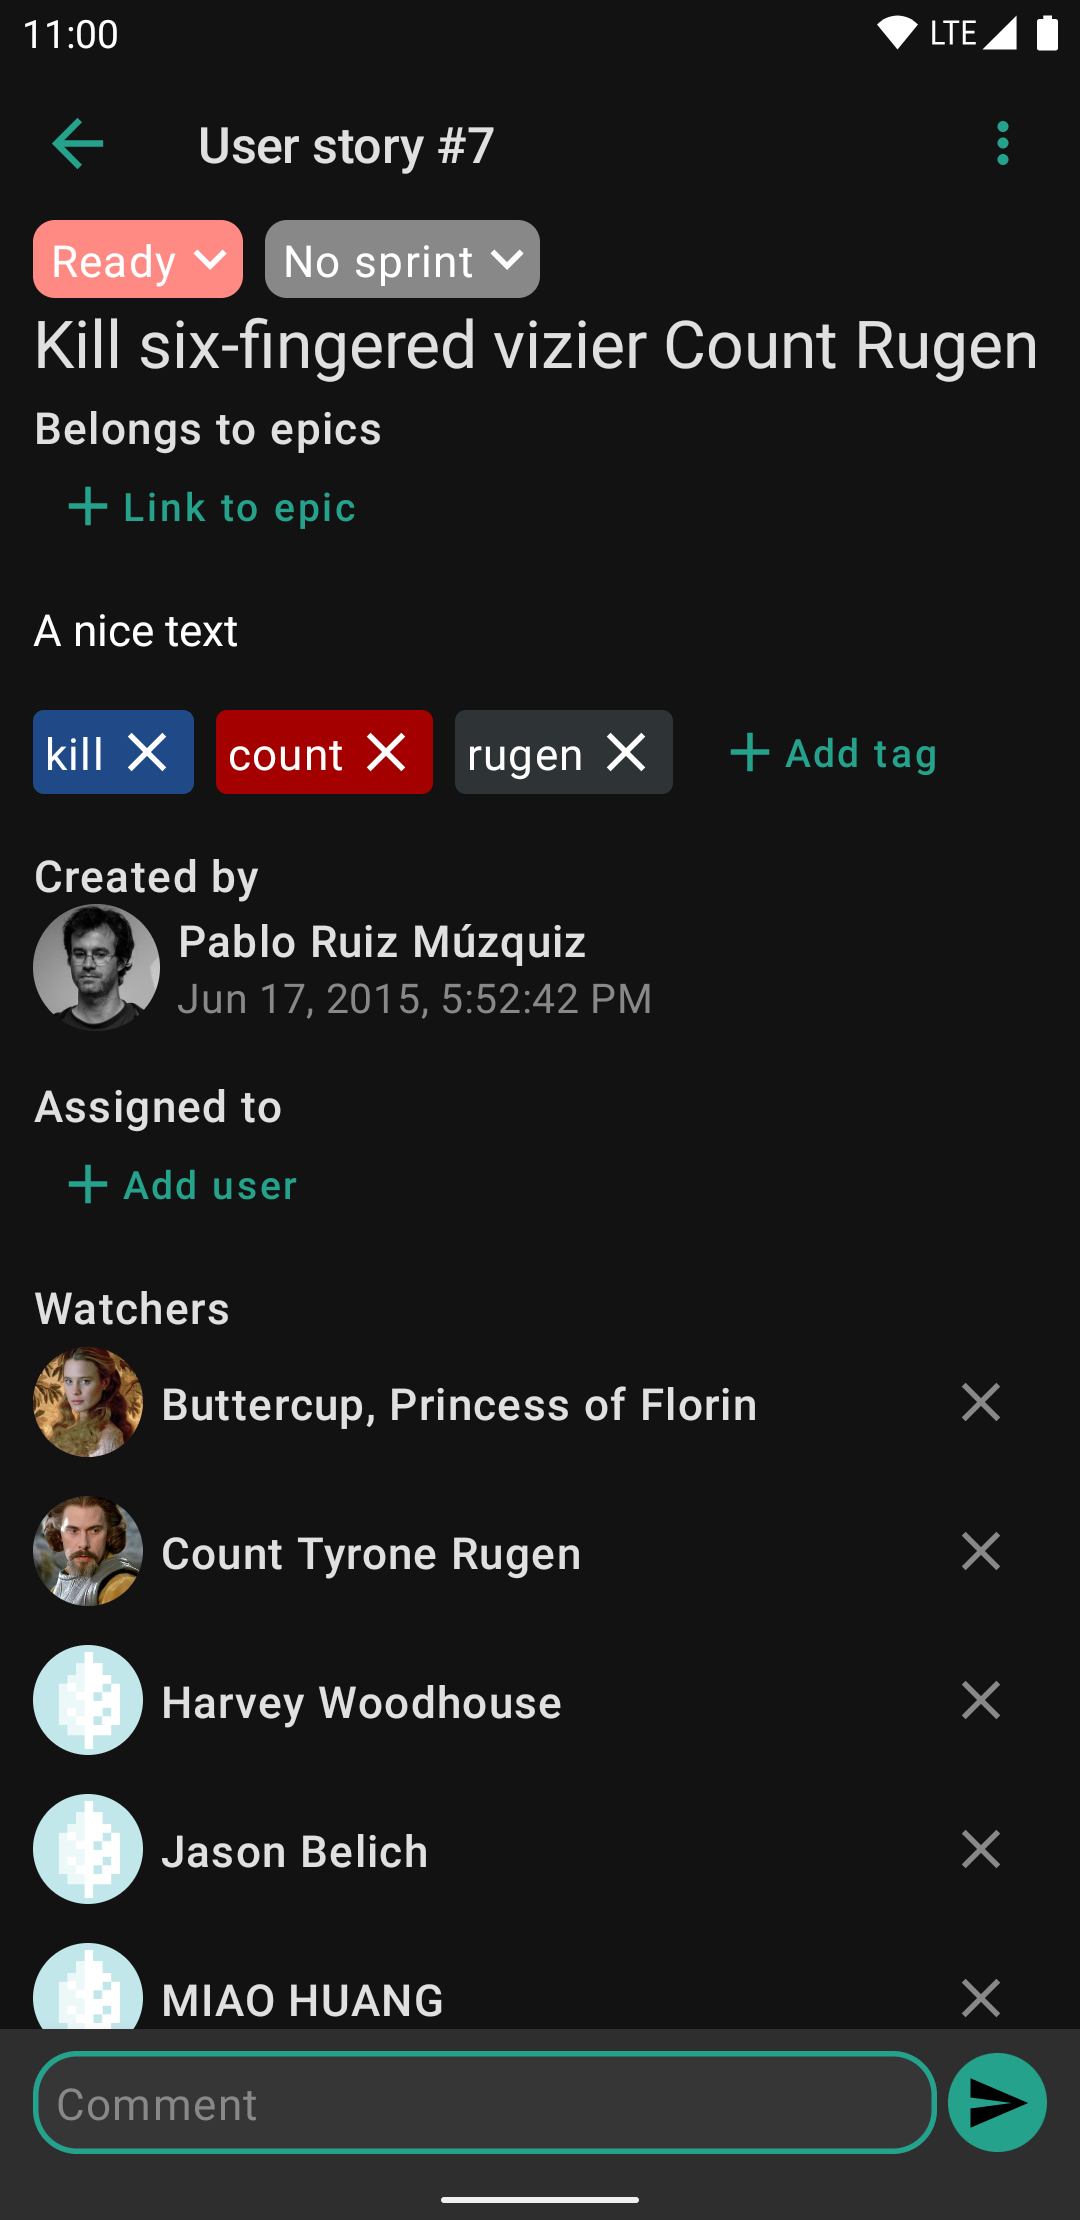 11:00 LTE
User story #7
Ready No sprint
Kill six-fingered vizier Count Rugen
Belongs to epics
Link to epic
A nice text
kill count rugen Add tag
Created by
Pablo Ruiz Múzquiz
Jun 17, 2015, 5:52:42 PM
Assigned to
Add user
Watchers
Buttercup, Princess of Florin
Count Tyrone Rugen
Harvey Woodhouse
Jason Belich
MIAO HUANG
Comment